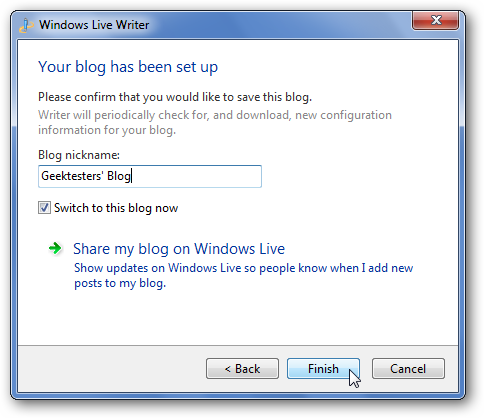 Windows Live Writer
Your blog has been set up
Please confirm that you would like to save this blog.
Writer will periodically check for, and download, new configuration
information for your blog.
Blog nickname:
Geektesters' Blog
Switch to this blog now
Share my blog on Windows Live
Show updates on Windows Live so people know when I add new
posts to my blog.
< Back
Finish
Cancel